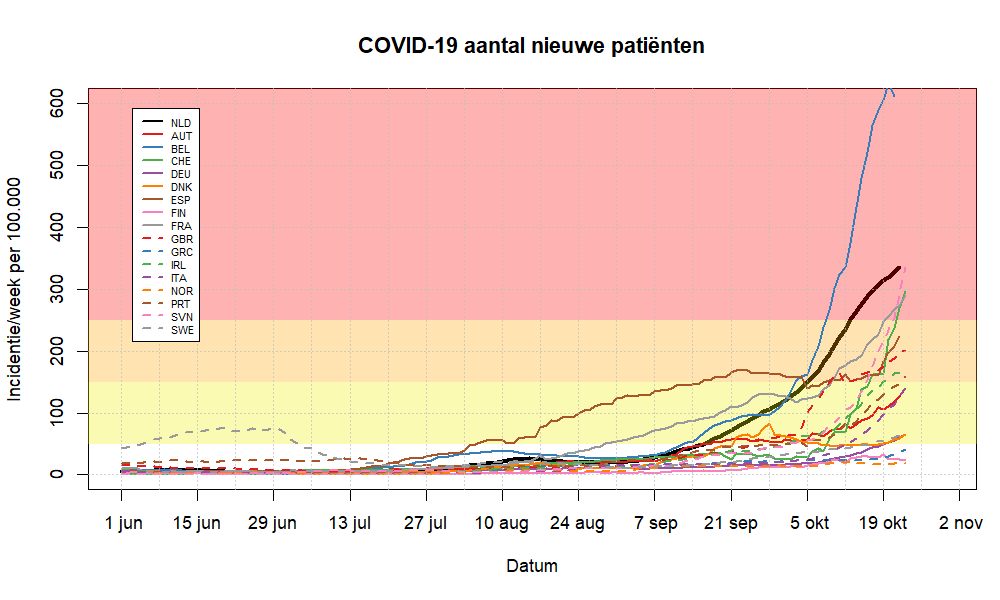 COVID-19 aantal nieuwe patiënten
Incidentie/week per 100.000
600
500
400
300
200
100
0
NLD
AUT
BEL
CHE
DEU
DNK
ESP
FIN
FRA
GBR
GRC
IRL
ITA
NOR
PRT
SVN
SWE
1 jun 15 jun 29 jun 13 jul 27 jul 10 aug 24 aug 7 sep 21 sep 5 okt 19 okt 2 nov
Datum